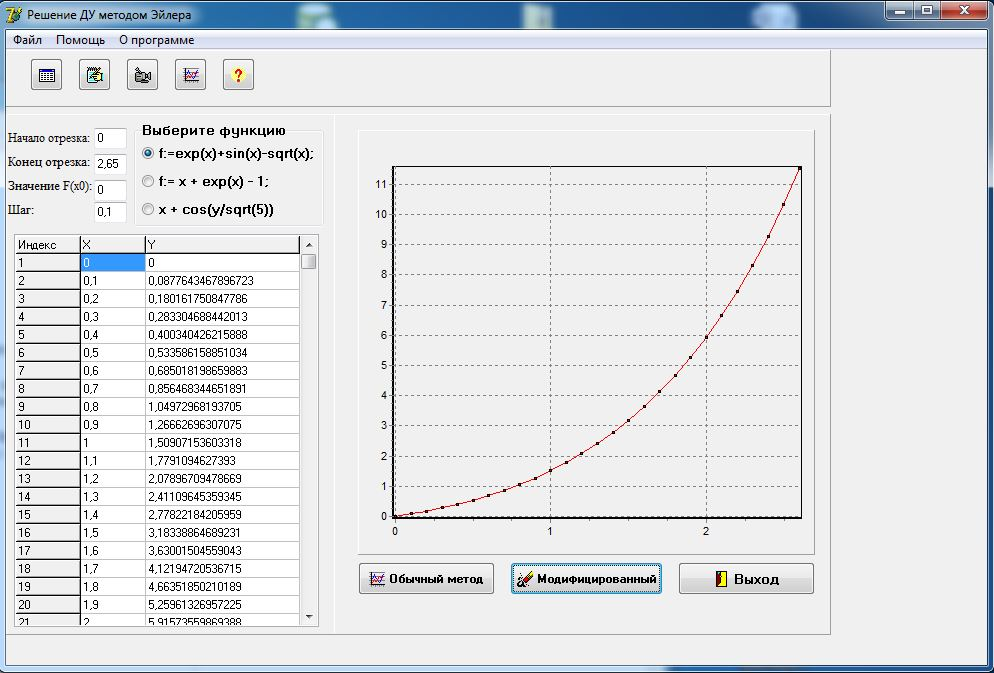 Решение ДУ методом Эйлера
Файл Помощь О программе
Начало отрезка: 0
Конец отрезка: 2,65
Значение F(x0): 0
Шаг: 0,1
Выберите функцию
f:=exp(x)+sin(x)-sqrt(x);
f:= x + exp(x) - 1;
x + cos(y/sqrt(5))
Индекс X Y
1 0 0
2 0,1 0,0877643467896723
3 0,2 0,180161750847786
4 0,3 0,283304688442013
5 0,4 0,400340426215888
6 0,5 0,533586158851034
7 0,6 0,685018198659883
8 0,7 0,856468344651891
9 0,8 1,04972968193705
10 0,9 1,26662696307075
11 1 1,50907153603318
12 1,1 1,7791094627393
13 1,2 2,07896709478669
14 1,3 2,41109645359345
15 1,4 2,77822184205959
16 1,5 3,18338864689231
17 1,6 3,63001504559043
18 1,7 4,12194720536715
19 1,8 4,66351850210189
20 1,9 5,25961326957225
21 2 5,91573559869388
11
10
9
8
7
6
5
4
3
2
1
0
0 1 2
Обычный метод Модифицированный Выход